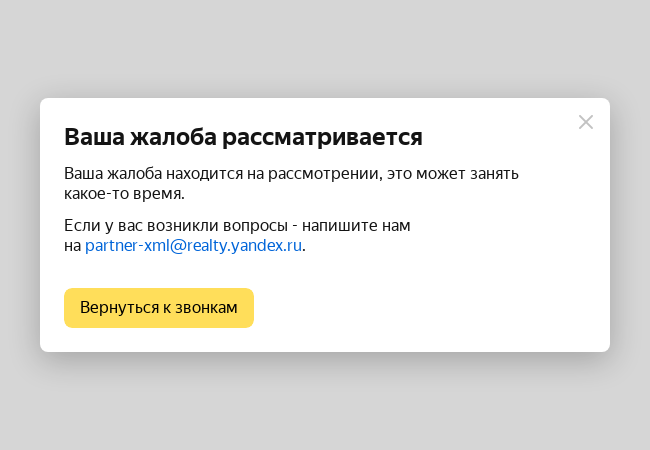 Ваша жалоба рассматривается
Ваша жалоба находится на рассмотрении, это может занять
какое-то время.
Если у вас возникли вопросы - напишите нам
на partner-xml@realty.yandex.ru.
Вернуться к звонкам